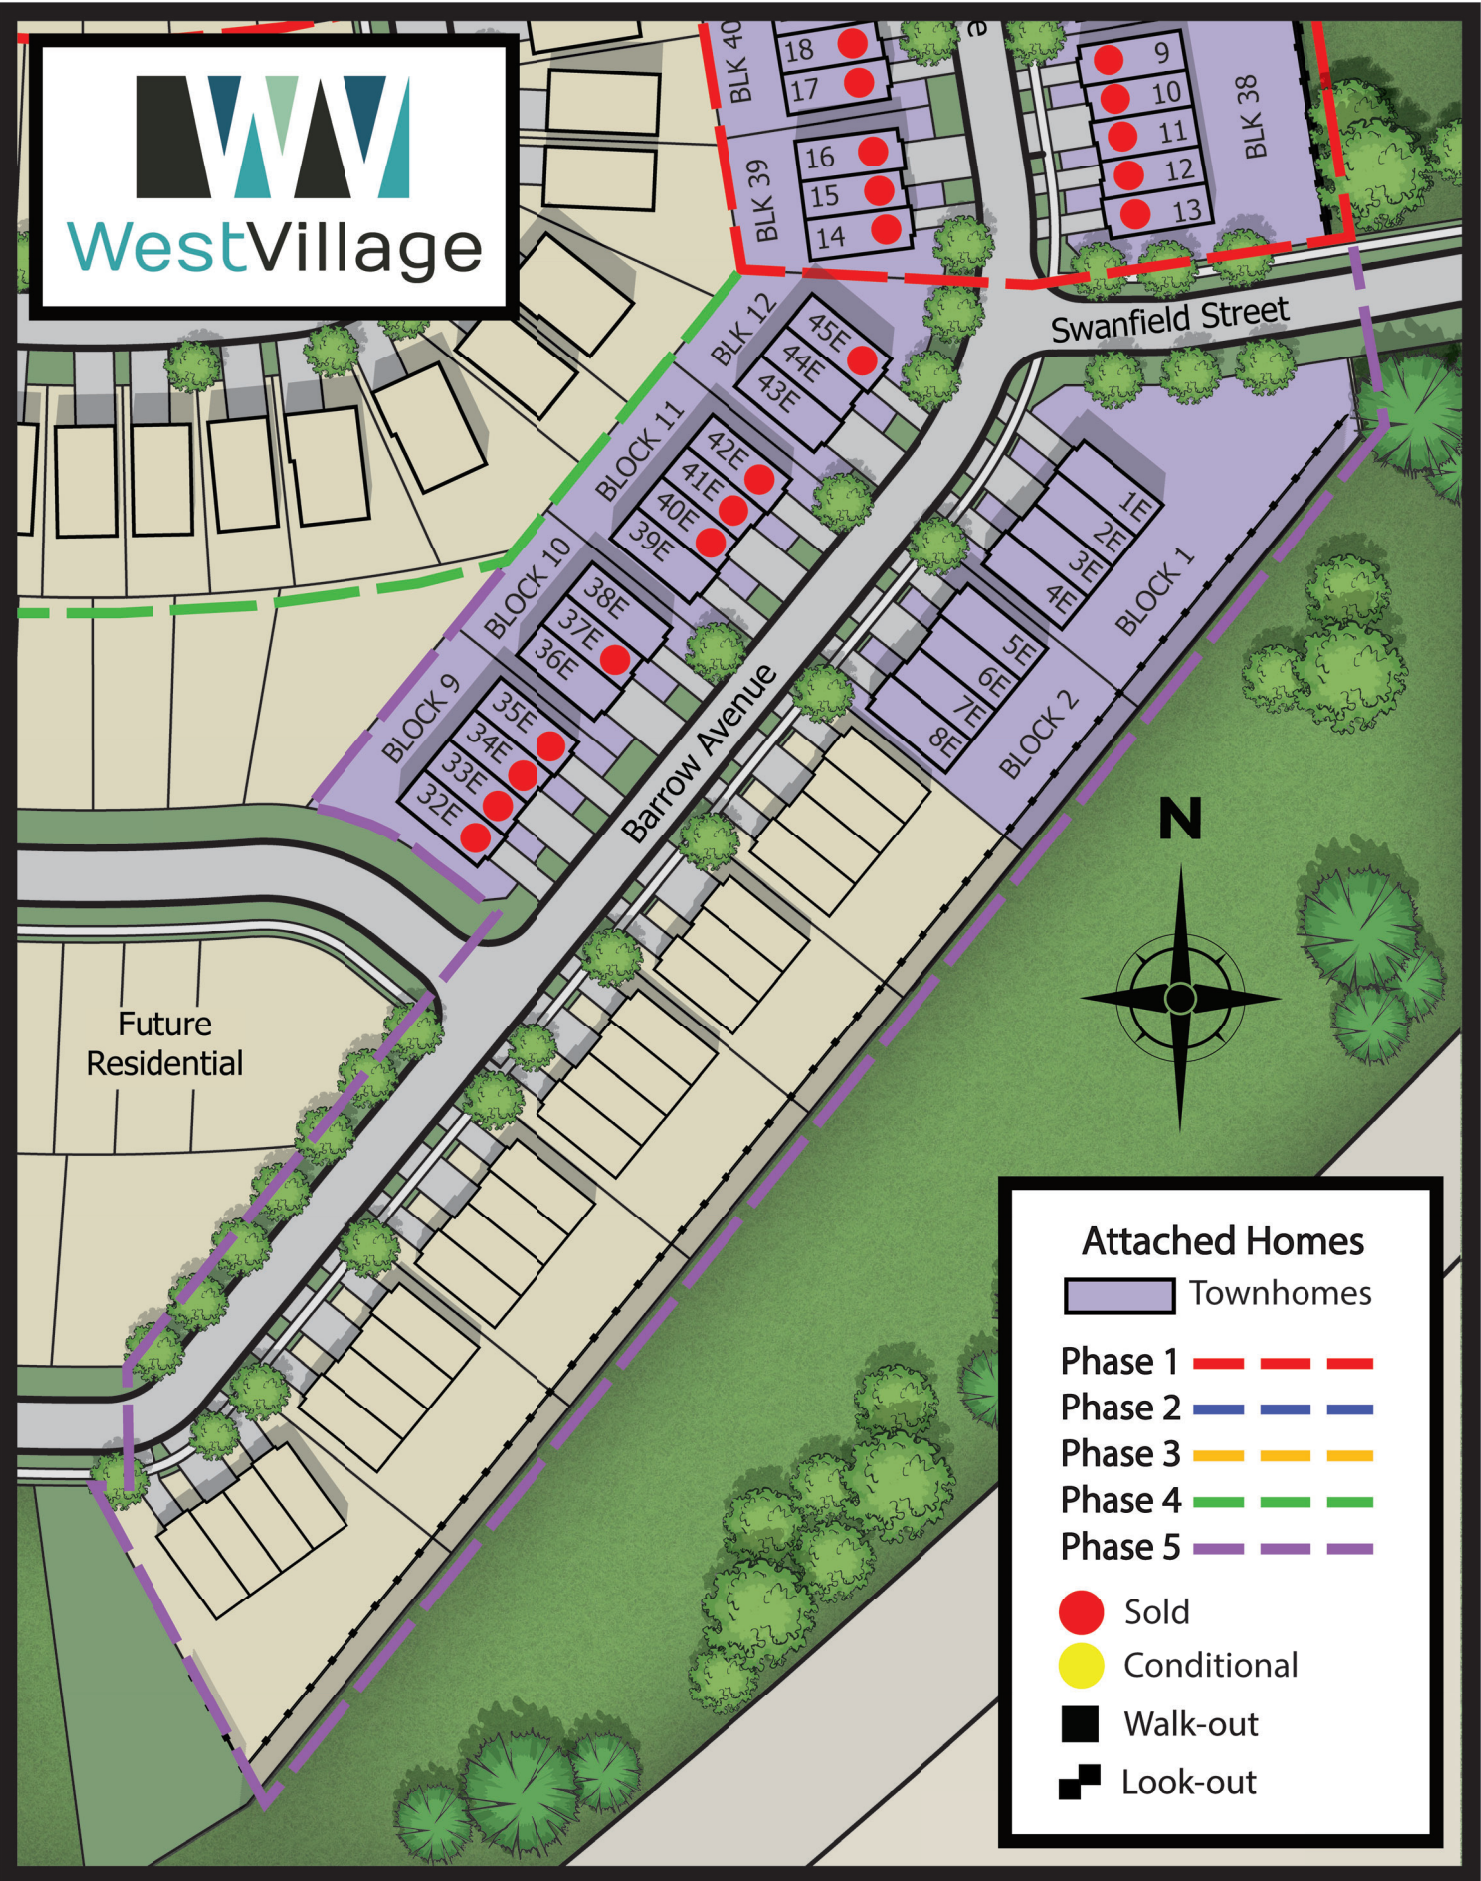 WestVillage
BLK 40
18
17
BLK 39
16
15
14
9
10
11
12
13
BLK 38
Swanfield Street
BLK 12
45E
44E
43E
BLOCK 11
42E
41E
40E
39E
BLOCK 10
38E
37E
36E
BLOCK 9
35E
34E
33E
32E
1E
2E
3E
4E
BLOCK 1
5E
6E
7E
8E
BLOCK 2
Barrow Avenue
N
Future
Residential
Attached Homes
Townhomes
Phase 1
Phase 2
Phase 3
Phase 4
Phase 5
Sold
Conditional
Walk-out
Look-out